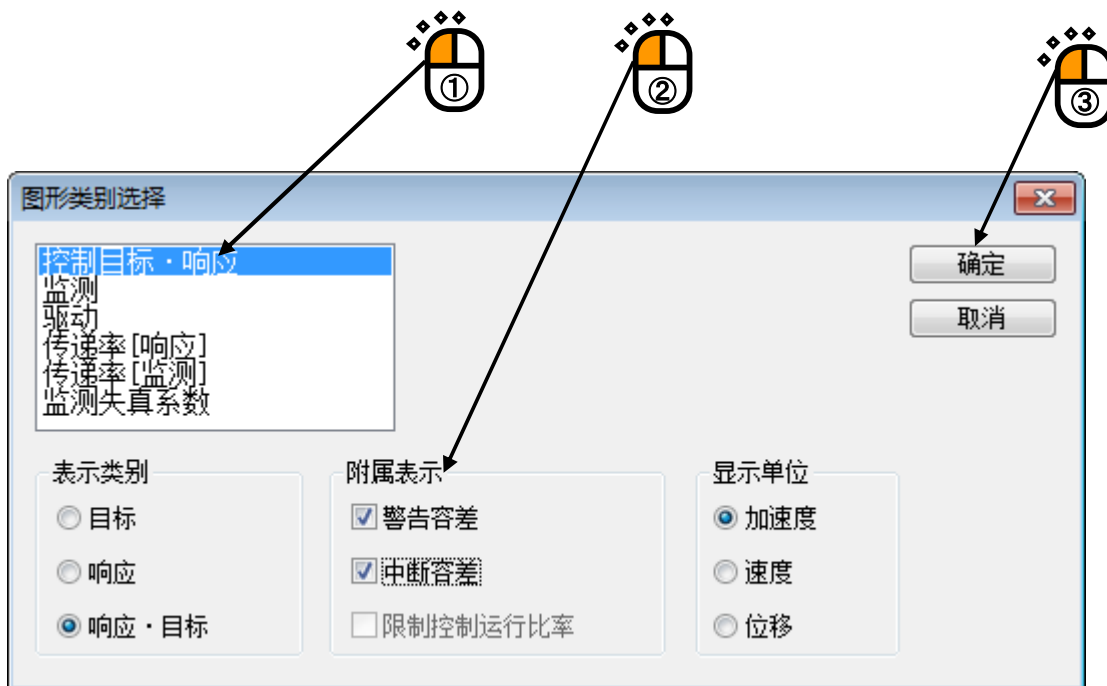 ① ② ③
图形类别选择
控制目标・响应
监测
驱动
传递率[响应]
传递率[监测]
监测失真系数
确定
取消
表示类别
目标
响应
响应・目标
附属表示
警告容差
中断容差
限制控制运行比率
显示单位
加速度
速度
位移